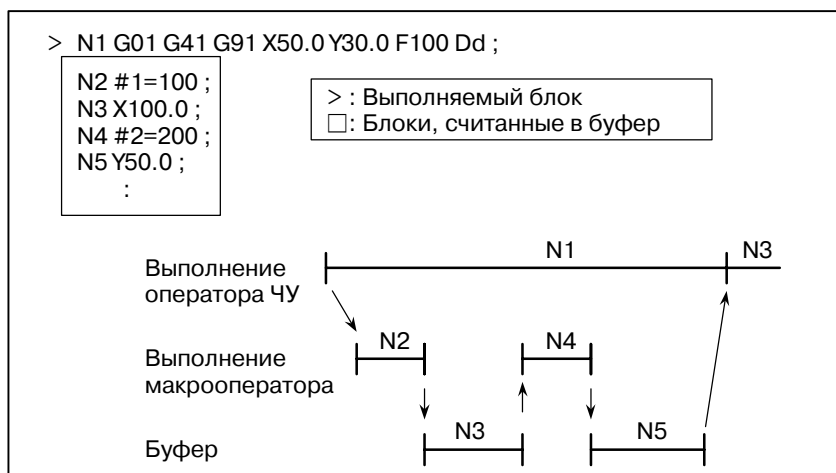 > N1 G01 G41 G91 X50.0 Y30.0 F100 Dd ;
N2 #1=100 ;
N3 X100.0 ;
N4 #2=200 ;
N5 Y50.0 ;
:
> : Выполняемый блок
□: Блоки, считанные в буфер
N1 N3
Выполнение
оператора ЧУ
N2 N4
Выполнение
макрооператора
N3 N5
Буфер